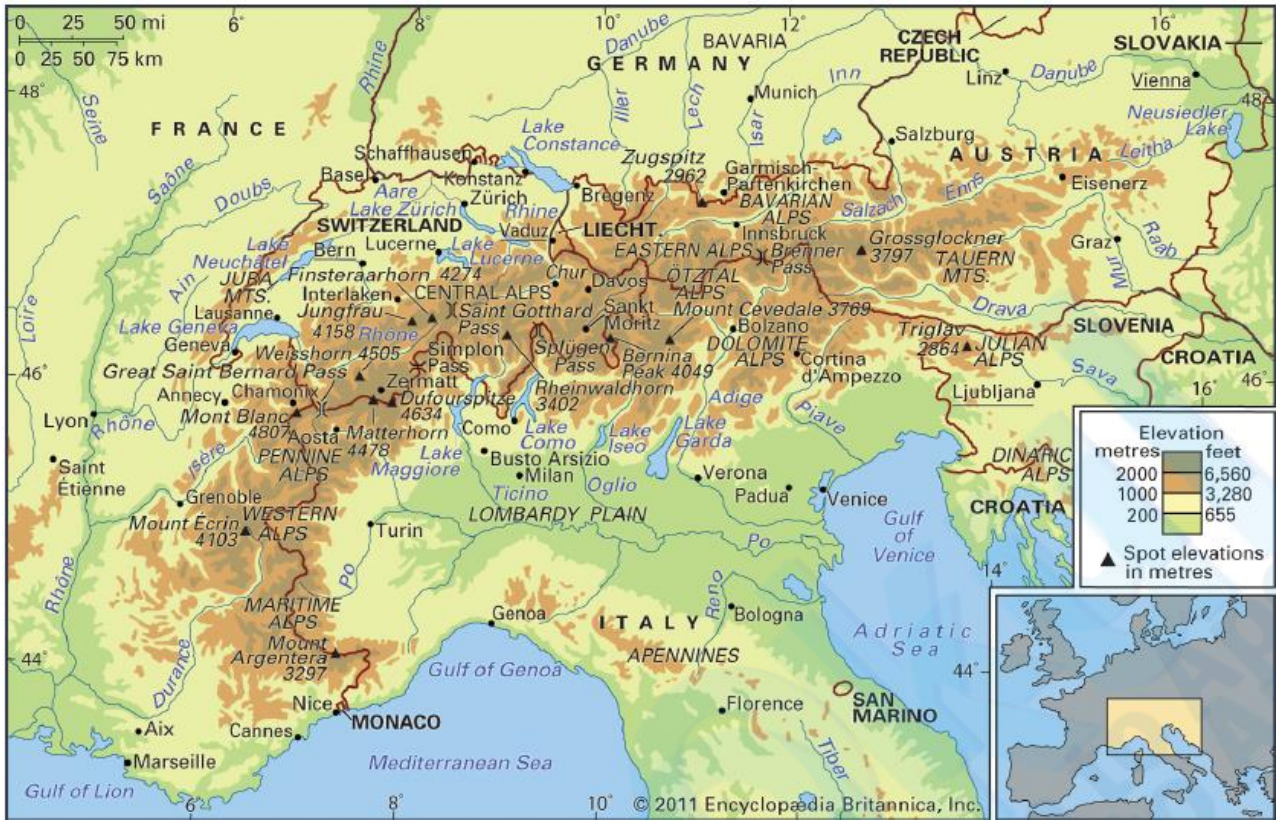 0 25 50 mi
0 25 50 75 km
6°
8°
10°
12°
14°
16°
Seine
Rhine
Danube
BAVARIA
GERMANY
CZECH
REPUBLIC
SLOVAKIA
Linz
Danube
Vienna
48
48
Iller
Lech
Isar
Munich
Inn
Neusiedler
Lake
FRANCE
Saône
Doubs
Schaffhausen
Lake
Constance
Konstanz
Basel
Aare
Zugspitz
2962
Garmisch-
Partenkirchen
BAVARIAN
ALPS
Salzburg
AUSTRIA
Leitha
Eisenerz
Enns
Salzach
Bregenz
Zürich
Lake Zürich
Rhine
SWITZERLAND
Vaduz
LIECHT.
Innsbruck
EASTERN ALPS
Brenner
Pass
Grossglockner
3797
TAUERN
MTS.
Graz
Raab
Mur
Lake
Neuchâtel
Bern
Lucerne
Lake
Lucerne
Ain
JURA
MTS.
Finsteraarhorn 4274
Chur
Davos
ÖTZTAL
ALPS
Interlaken
CENTRAL ALPS
Jungfrau
4158
Saint Gotthard
Pass
Sankt
Moritz
Mount Cevedale 3769
Drava
Loire
Lausanne
Lake Geneva
Geneva
Rhône
Weisshorn 4505
Simplon
Pass
Splügen
Pass
Bernina
Peak 4049
Bolzano
DOLOMITE
ALPS
Cortina
d'Ampezzo
Triglav
2864
JULIAN
ALPS
SLOVENIA
CROATIA
16
46
46
Great Saint Bernard Pass
Zermatt
Rheinwaldhorn
3402
Ljubljana
Sava
Annecy
Chamonix
Dufourspitze
4634
Adige
Piave
Lyon
Rhône
Mont Blanc
4807
Aosta
Matterhorn
4478
Como
Lake
Como
Lake
Iseo
Lake
Garda
Saint
Étienne
Isère
PENNINE
ALPS
Lake
Maggiore
Busto Arsizio
Milan
Verona
Padua
Venice
DINARIC
ALPS
Grenoble
Ticino
Oglio
LOMBARDY PLAIN
Gulf
of
Venice
CROATIA
Mount Écrin
4103
WESTERN
ALPS
Turin
Po
Po
14
Rhône
MARITIME
ALPS
Genoa
Reno
Bologna
ITALY
APENNINES
Adriatic
Sea
Durance
Mount
Argentera
3297
44
44
Gulf of Genoa
Nice
MONACO
Florence
SAN
MARINO
Aix
Cannes
Marseille
Tiber
Mediterranean Sea
Gulf of Lion
6°
8
10
© 2011 Encyclopædia Britannica, Inc.
Elevation
metres feet
2000 6,560
1000 3,280
200 655
Spot elevations
in metres